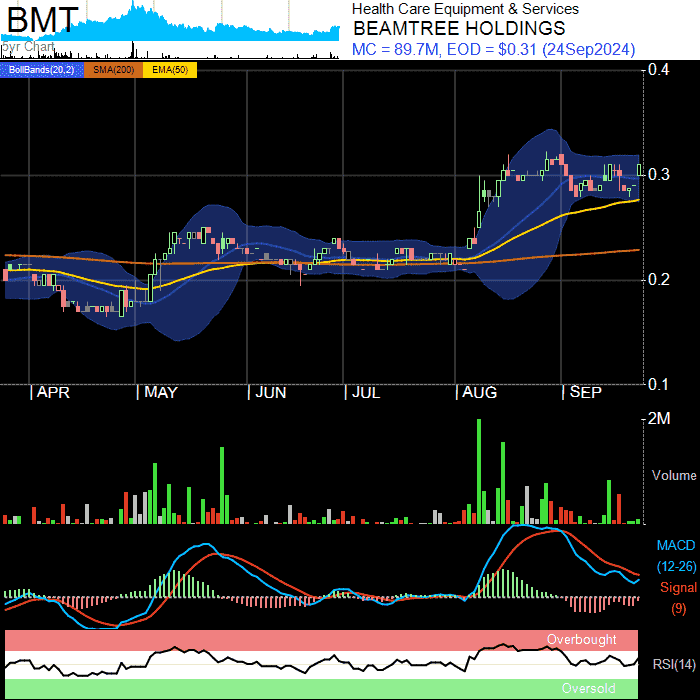 BMT
5yr Chart
Health Care Equipment & Services
BEAMTREE HOLDINGS
MC = 89.7M, EOD = $0.31 (24Sep2024)
BollBands(20,2) SMA(200) EMA(50)
0.4
0.3
0.2
0.1
APR MAY JUN JUL AUG SEP
2M
Volume
MACD
(12-26)
Signal
(9)
Overbought
RSI(14)
Oversold